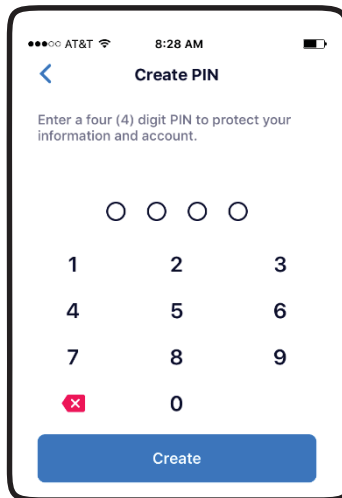 AT&T 8:28 AM
Create PIN
Enter a four (4) digit PIN to protect your
information and account.
1 2 3
4 5 6
7 8 9
0
Create